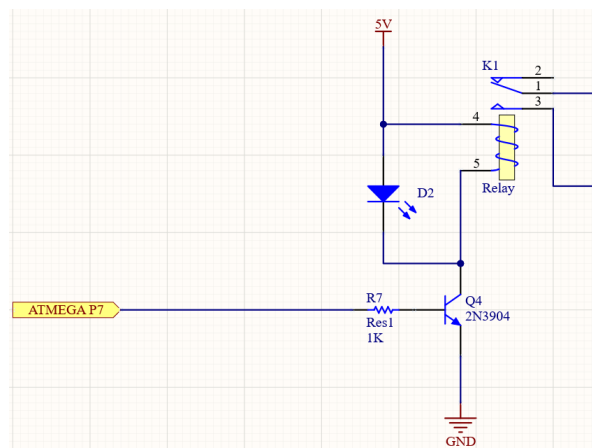 5V
K1
2
1
3
4
5
Relay
D2
ATMEGA P7
R7
Res1
1K
Q4
2N3904
GND